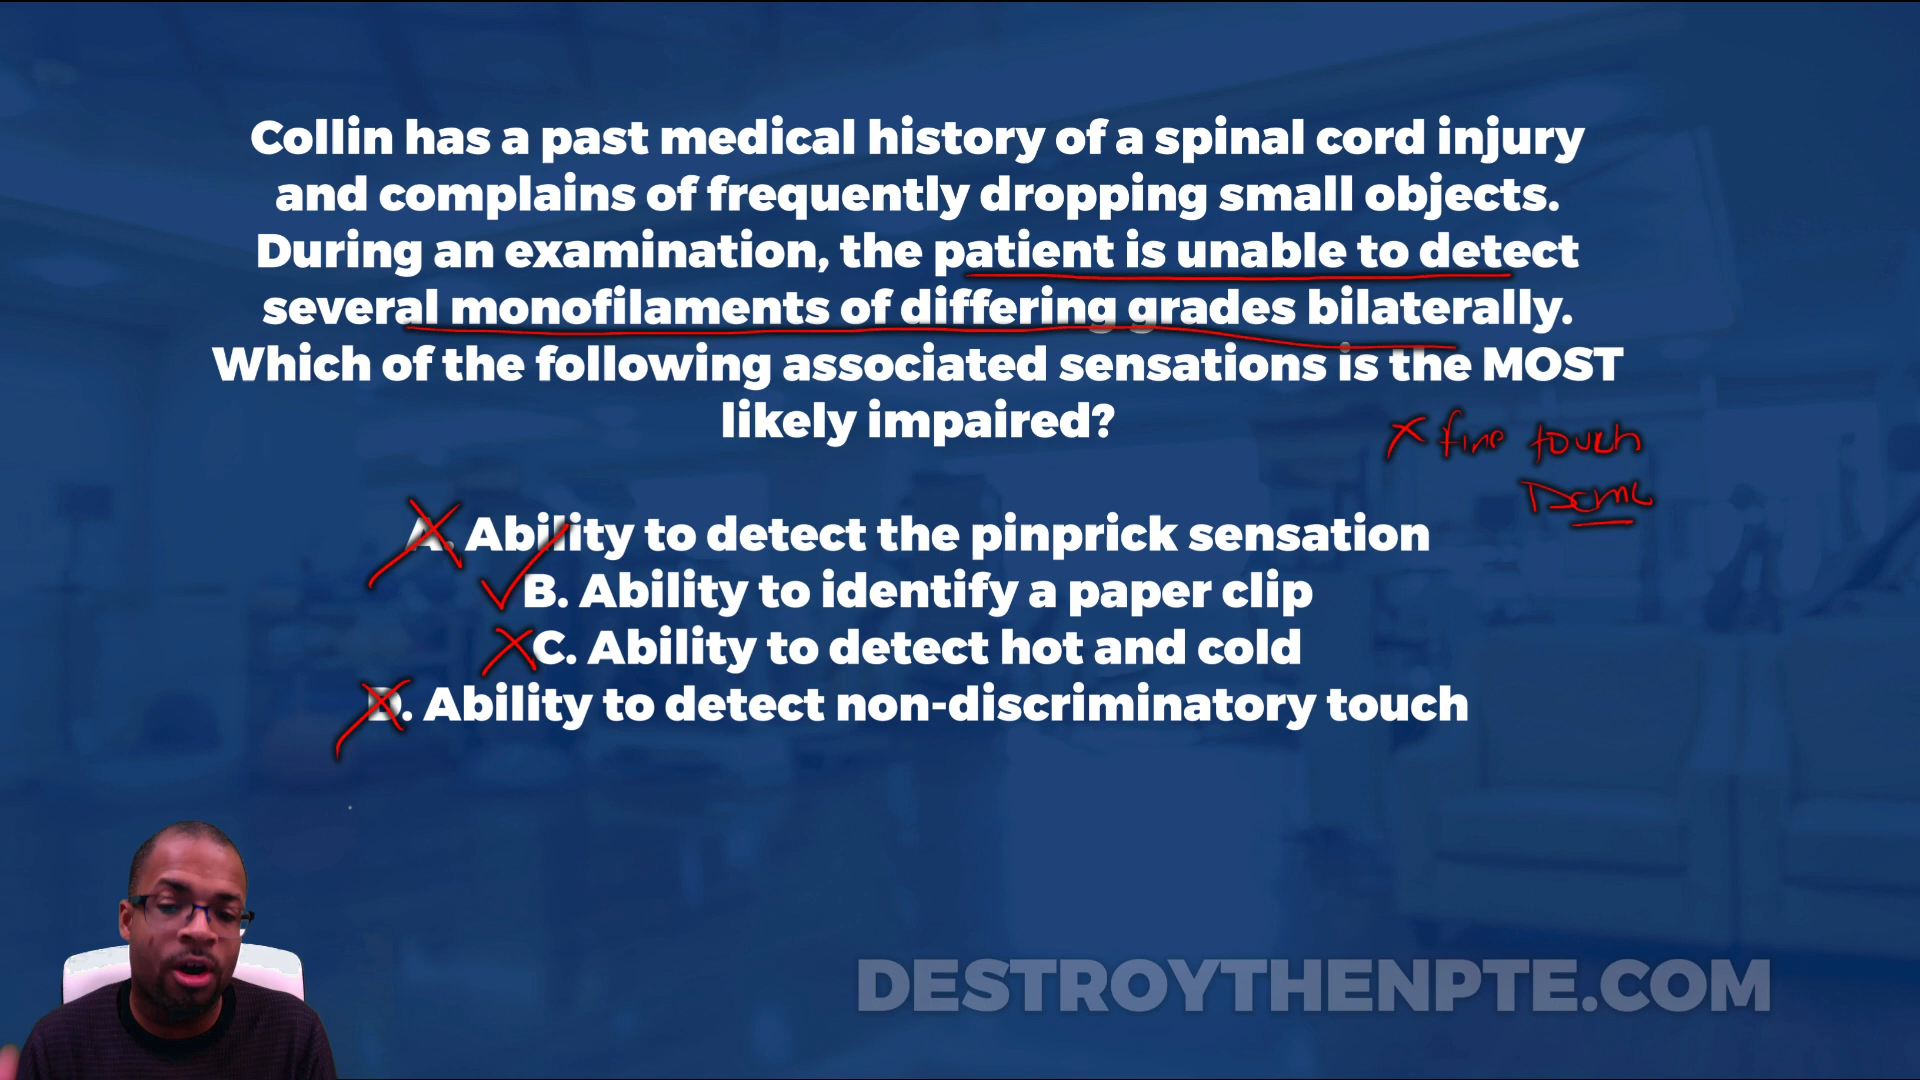 Collin has a past medical history of a spinal cord injury
and complains of frequently dropping small objects.
During an examination, the patient is unable to detect
several monofilaments of differing grades bilaterally.
Which of the following associated sensations is the MOST
likely impaired?
X fine touch
DCML
A. Ability to detect the pinprick sensation
B. Ability to identify a paper clip
C. Ability to detect hot and cold
D. Ability to detect non-discriminatory touch
DESTROYTHENPTE.COM